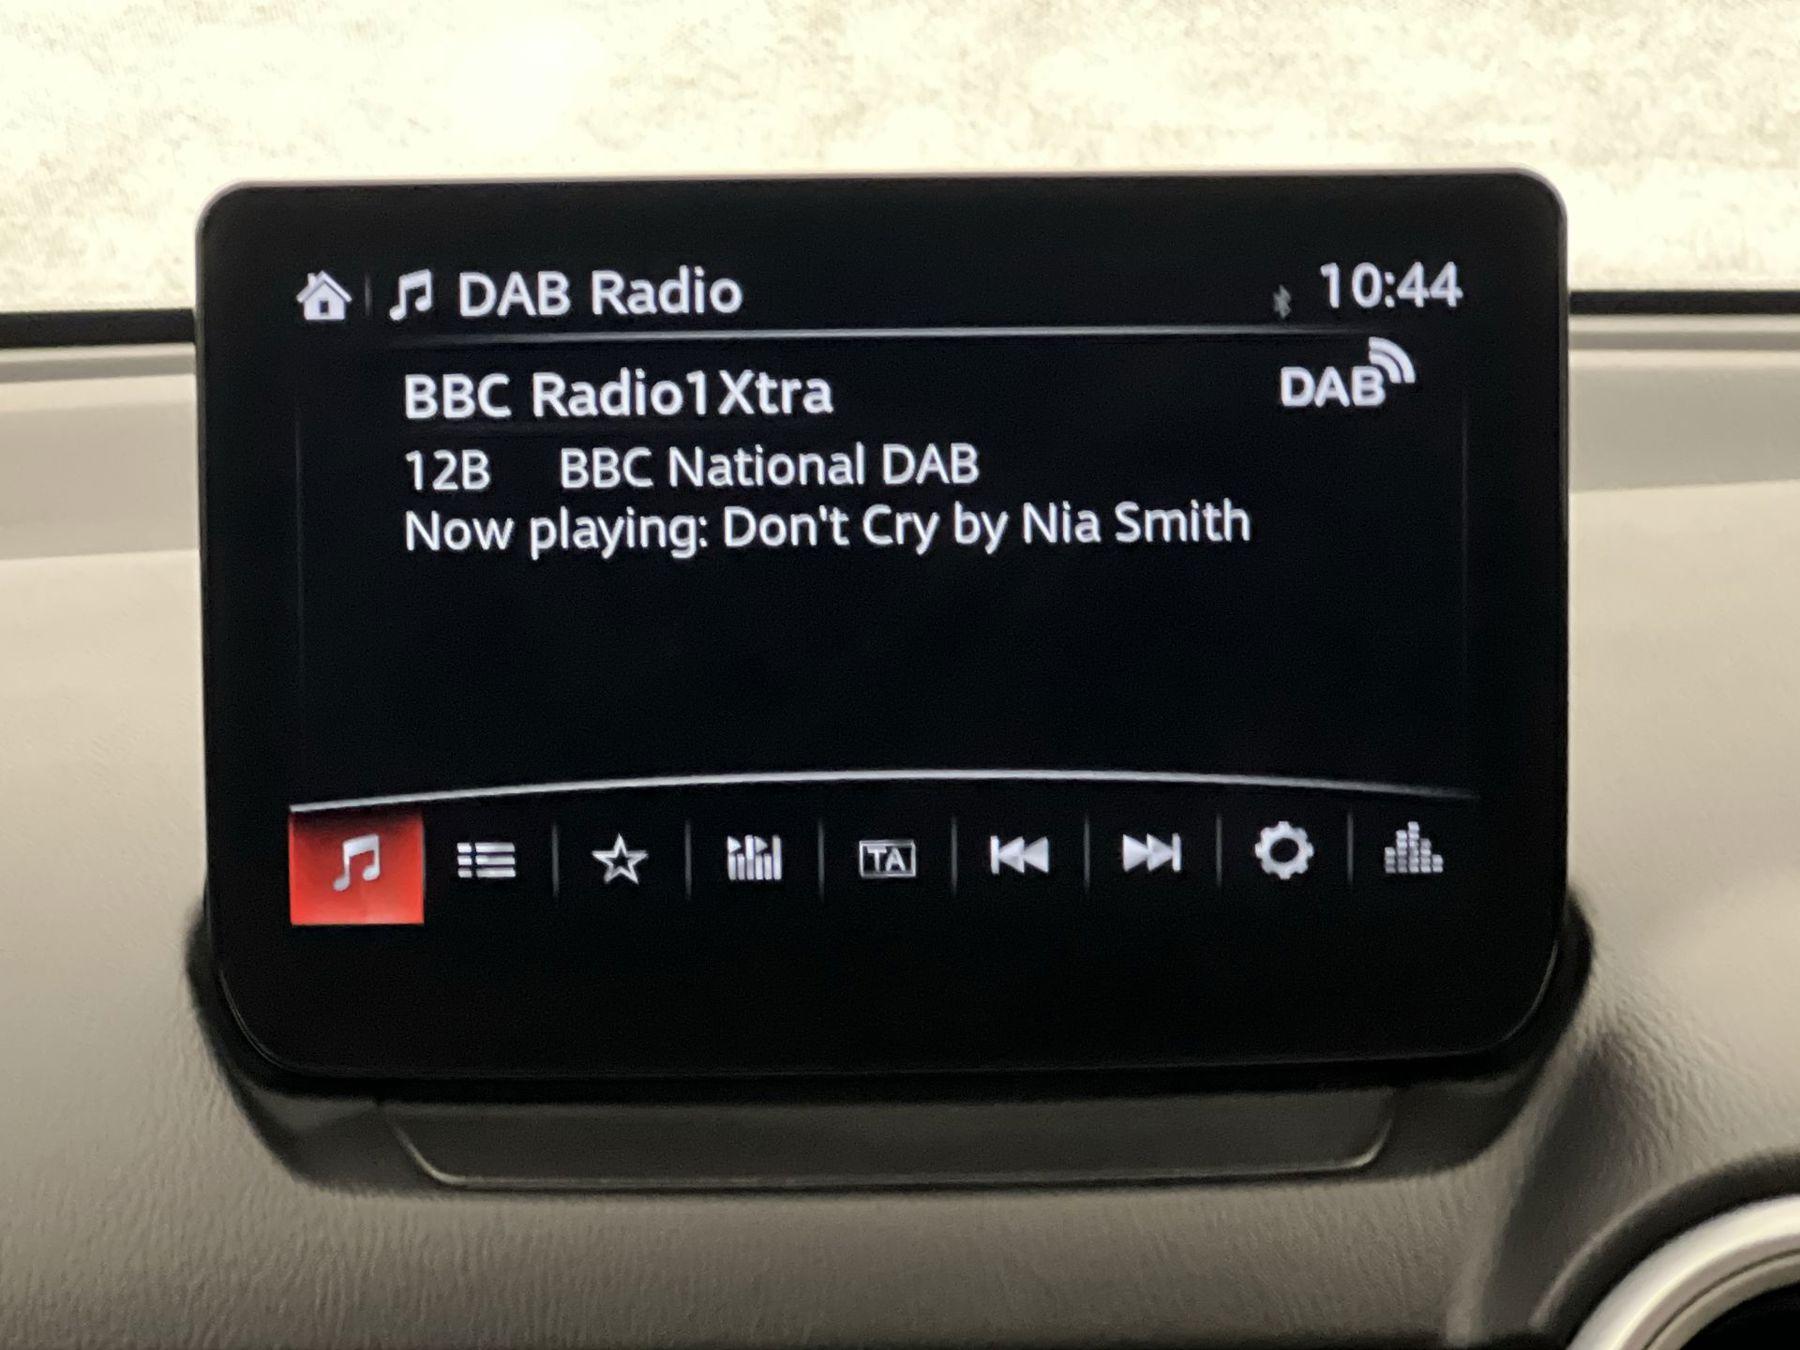 DAB Radio
10:44
BBC Radio1Xtra
DAB
12B BBC National DAB
Now playing: Don't Cry by Nia Smith
TA